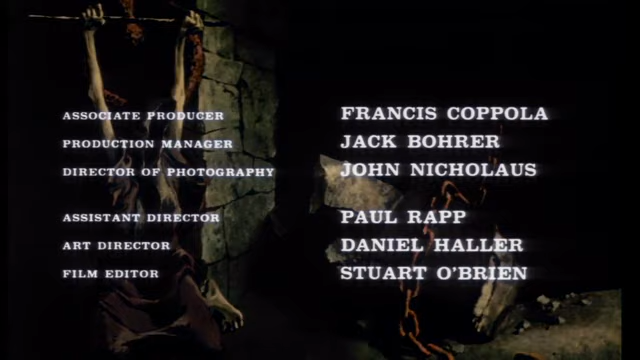 ASSOCIATE PRODUCER FRANCIS COPPOLA
PRODUCTION MANAGER JACK BOHRER
DIRECTOR OF PHOTOGRAPHY JOHN NICHOLAUS
ASSISTANT DIRECTOR PAUL RAPP
ART DIRECTOR DANIEL HALLER
FILM EDITOR STUART O'BRIEN